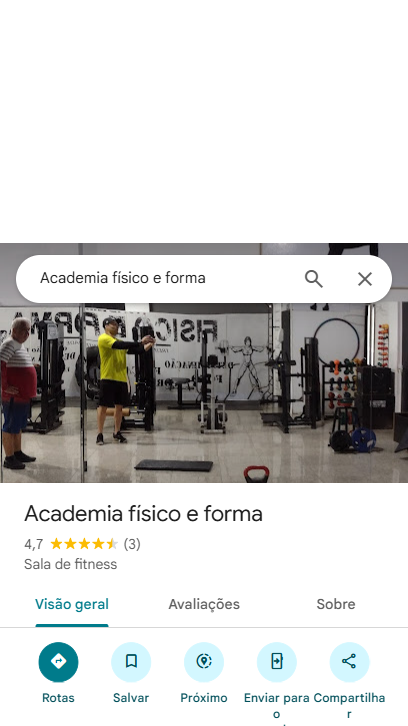 Academia físico e forma
Academia físico e forma
4,7 (3)
Sala de fitness
Visão geral
Avaliações
Sobre
Rotas
Salvar
Próximo
Enviar para
o
Compartilha
r